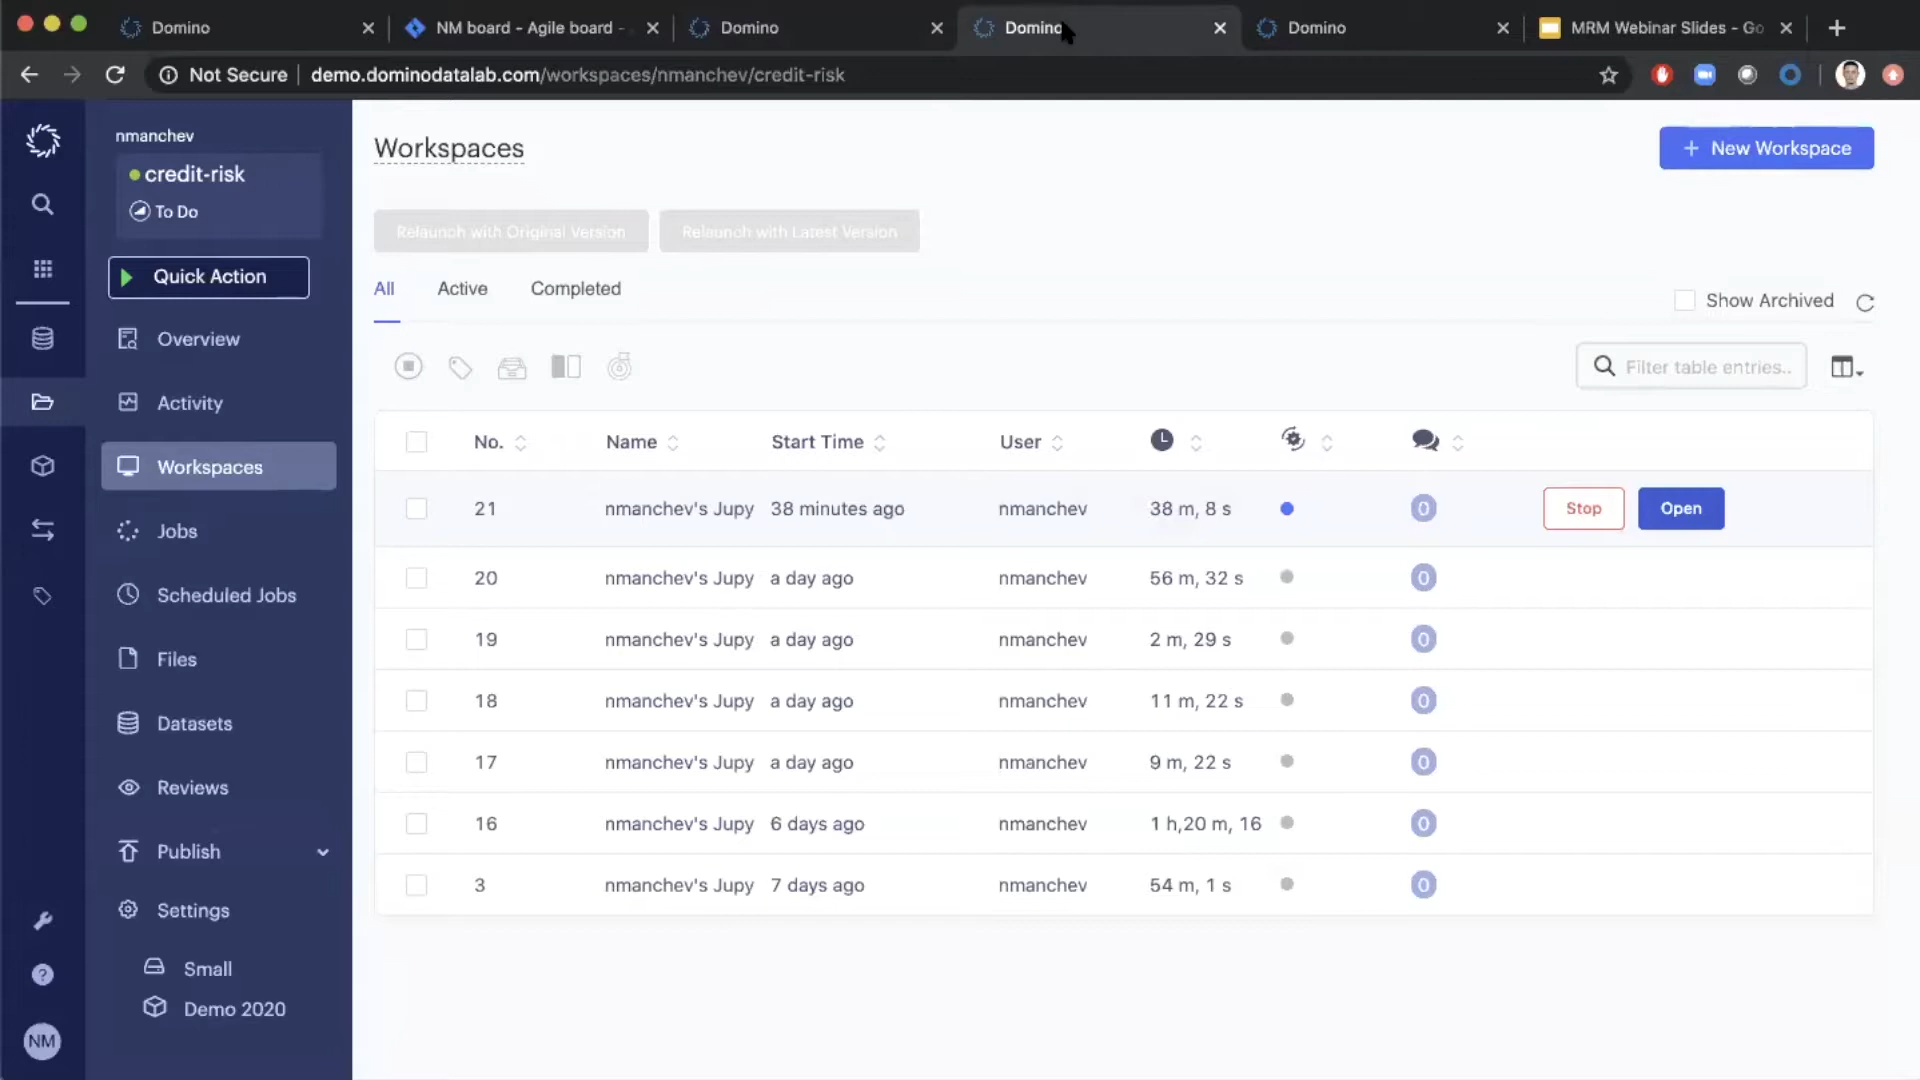 Domino
NM board - Agile board -
Domino
Domino
Domino
MRM Webinar Slides - Go
Not Secure
demo.dominodatalab.com/workspaces/nmanchev/credit-risk
nmanchev
credit-risk
To Do
Quick Action
Overview
Activity
Workspaces
Jobs
Scheduled Jobs
Files
Datasets
Reviews
Publish
Settings
Small
Demo 2020
NM
Workspaces
+ New Workspace
Relaunch with Original Version
Relaunch with Latest Version
All
Active
Completed
Show Archived
Filter table entries..
No. Name Start Time User
21 nmanchev's Jupy 38 minutes ago nmanchev 38 m, 8 s 0 Stop Open
20 nmanchev's Jupy a day ago nmanchev 56 m, 32 s 0
19 nmanchev's Jupy a day ago nmanchev 2 m, 29 s 0
18 nmanchev's Jupy a day ago nmanchev 11 m, 22 s 0
17 nmanchev's Jupy a day ago nmanchev 9 m, 22 s 0
16 nmanchev's Jupy 6 days ago nmanchev 1 h,20 m, 16 0
3 nmanchev's Jupy 7 days ago nmanchev 54 m, 1 s 0